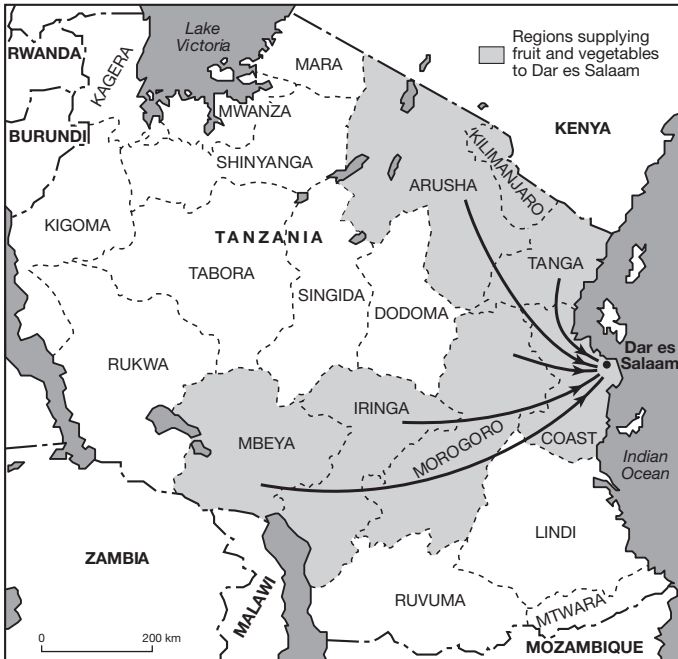 Lake
Victoria
RWANDA
KAGERA
MARA
Regions supplying
fruit and vegetables
to Dar es Salaam
MWANZA
BURUNDI
KENYA
SHINYANGA
KILIMANJARO
ARUSHA
KIGOMA
TANZANIA
TANGA
TABORA
SINGIDA
DODOMA
Dar es
Salaam
RUKWA
IRINGA
MBEYA
MOROGORO
COAST
Indian
Ocean
LINDI
ZAMBIA
MALAWI
RUVUMA
MTWARA
0 200 km
MOZAMBIQUE